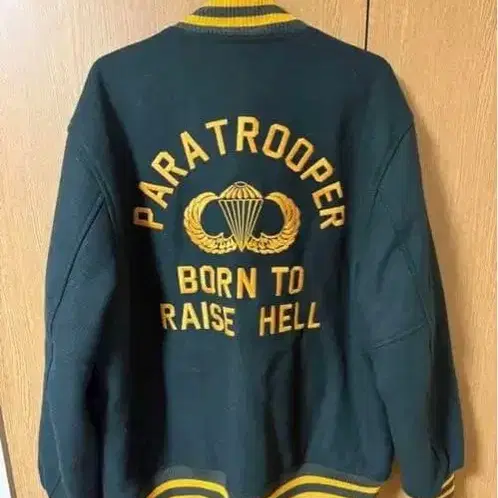 PARATROOPER
BORN TO
RAISE HELL